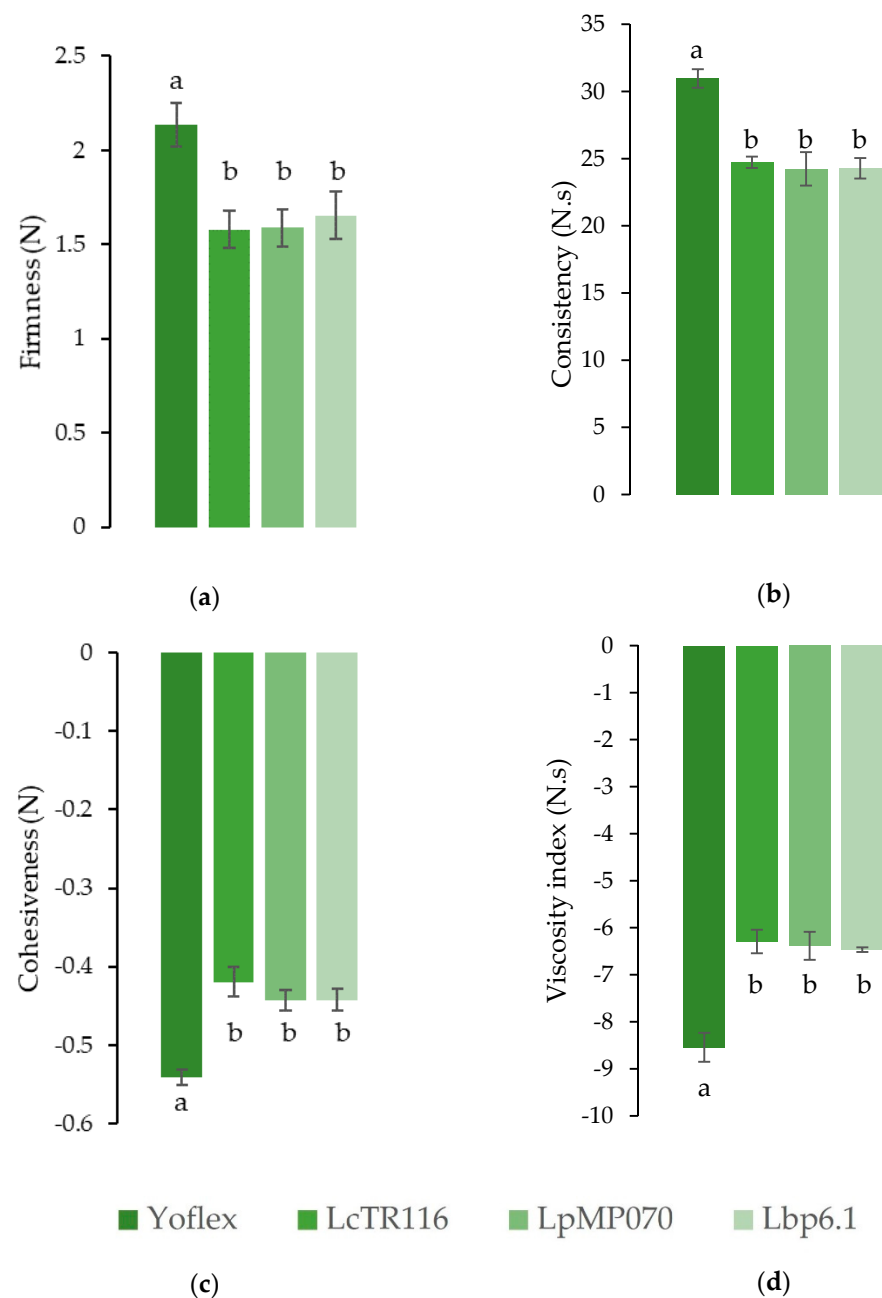 2.5
2
1.5
1
0.5
0
Firmness (N)
a
b
b
b
(a)
35
30
25
20
15
10
5
0
Consistency (N.s)
a
b
b
b
(b)
0
-0.1
-0.2
-0.3
-0.4
-0.5
-0.6
Cohesiveness (N)
a
b
b
b
0
-1
-2
-3
-4
-5
-6
-7
-8
-9
-10
Viscosity index (N.s)
a
b
b
b
Yoflex LcTR116 LpMP070 Lbp6.1
(c)
(d)